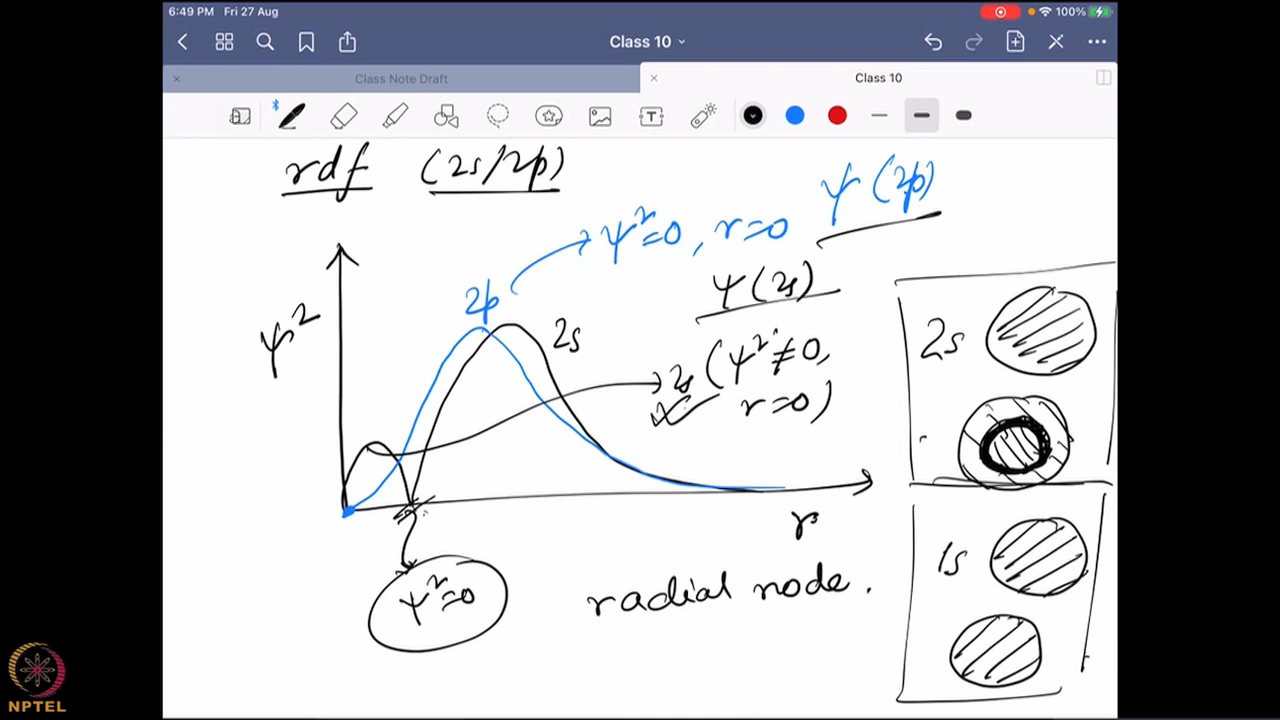 6:49 PM Fri 27 Aug
100%
Class 10
Class Note Draft
Class 10
T
rdf (2s/2p)
ψ(2p)
ψ²=0, r=0
ψ(2s)
2p
2s
ψ²
2s (ψ²≠0,
r=0)
r
ψ²=0
radial node.
2s
1s
NPTEL